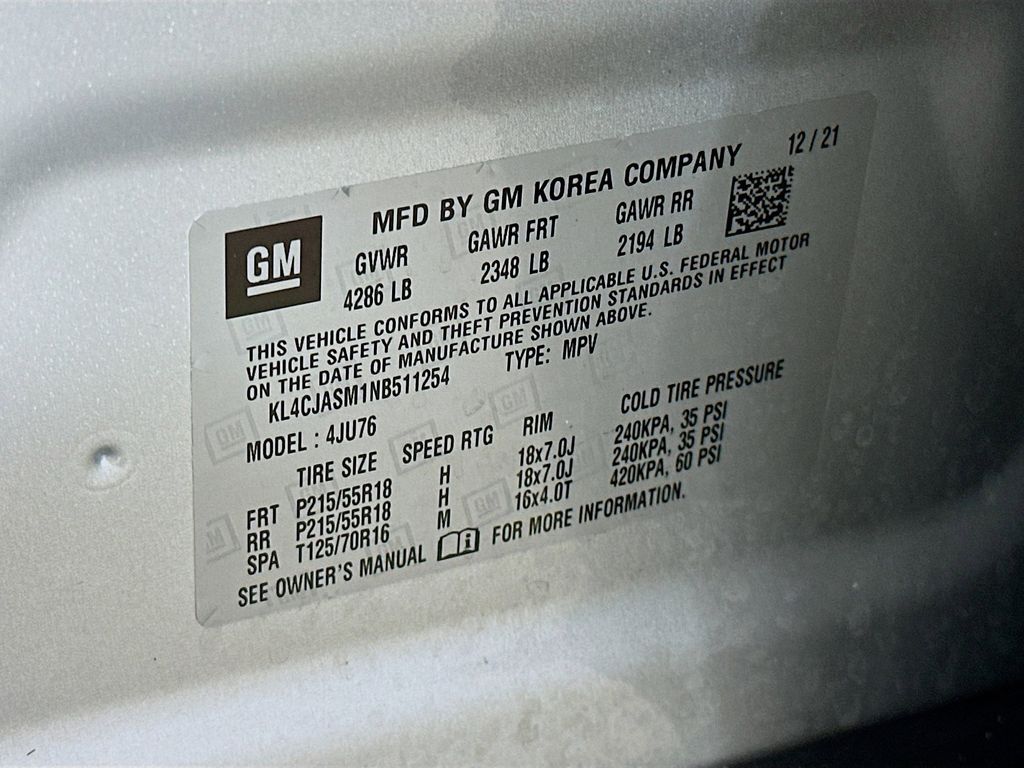 MFD BY GM KOREA COMPANY 12 / 21
GM
GVWR GAWR FRT GAWR RR
4286 LB 2348 LB 2194 LB
THIS VEHICLE CONFORMS TO ALL APPLICABLE U.S. FEDERAL MOTOR
VEHICLE SAFETY AND THEFT PREVENTION STANDARDS IN EFFECT
ON THE DATE OF MANUFACTURE SHOWN ABOVE.
KL4CJASM1NB511254 TYPE: MPV
MODEL : 4JU76
TIRE SIZE SPEED RTG RIM COLD TIRE PRESSURE
FRT P215/55R18 H 18x7.0J 240KPA, 35 PSI
RR P215/55R18 H 18x7.0J 240KPA, 35 PSI
SPA T125/70R16 M 16x4.0T 420KPA, 60 PSI
SEE OWNER'S MANUAL i FOR MORE INFORMATION.